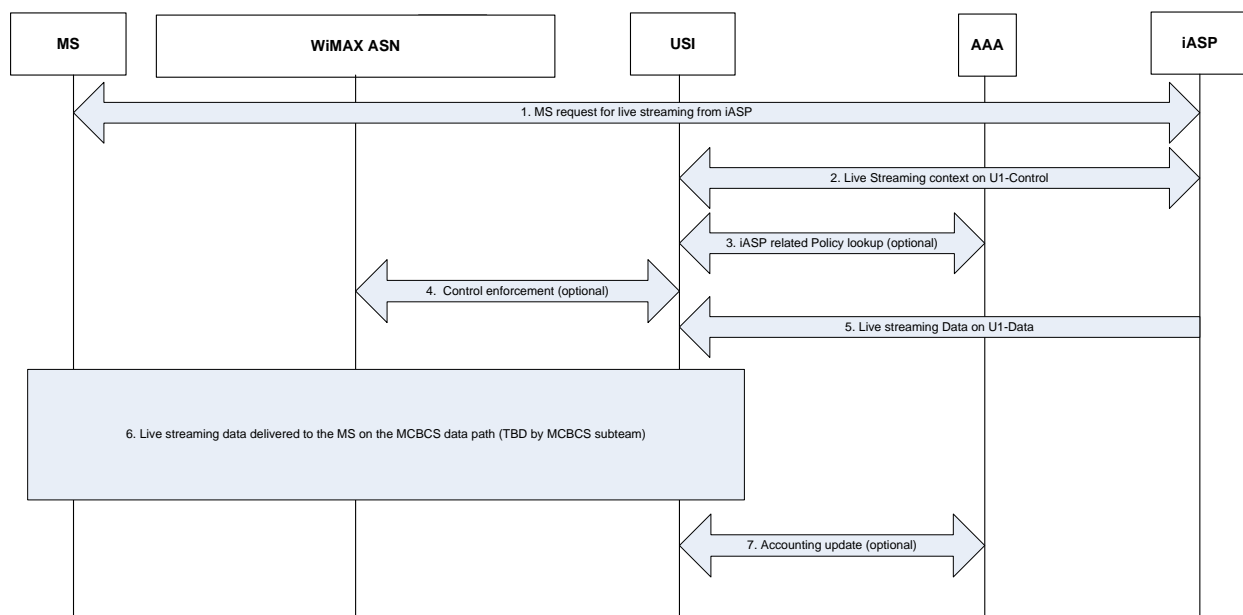 MS
WiMAX ASN
USI
AAA
iASP
1. MS request for live streaming from iASP
2. Live Streaming context on U1-Control
3. iASP related Policy lookup (optional)
4. Control enforcement (optional)
5. Live streaming Data on U1-Data
6. Live streaming data delivered to the MS on the MCBCS data path (TBD by MCBCS subteam)
7. Accounting update (optional)